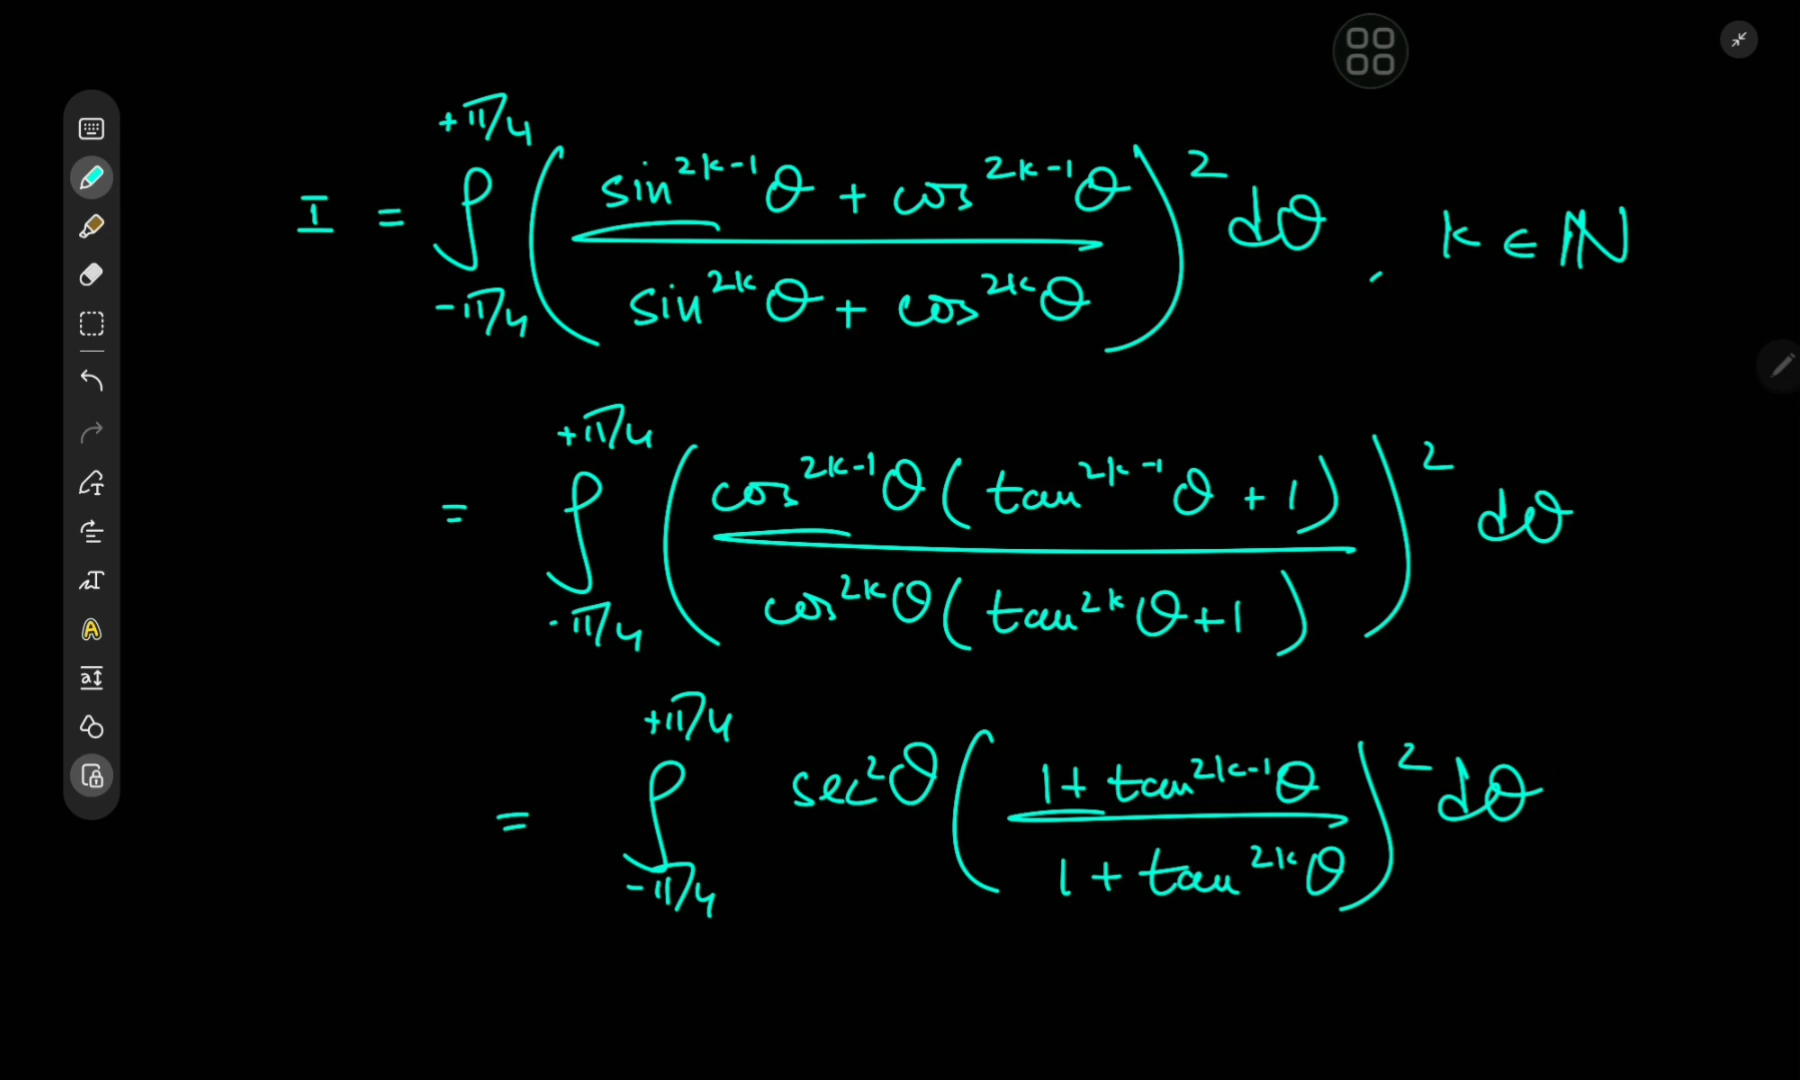 I = ∫_{-π/4}^{+π/4} ( (sin^{2k-1}θ + cos^{2k-1}θ) / (sin^{2k}θ + cos^{2k}θ) )^2 dθ , k ∈ ℕ
= ∫_{-π/4}^{+π/4} ( (cos^{2k-1}θ ( tan^{2k-1}θ + 1 )) / (cos^{2k}θ ( tan^{2k}θ + 1 )) )^2 dθ
= ∫_{-π/4}^{+π/4} sec^2θ ( (1 + tan^{2k-1}θ) / (1 + tan^{2k}θ) )^2 dθ